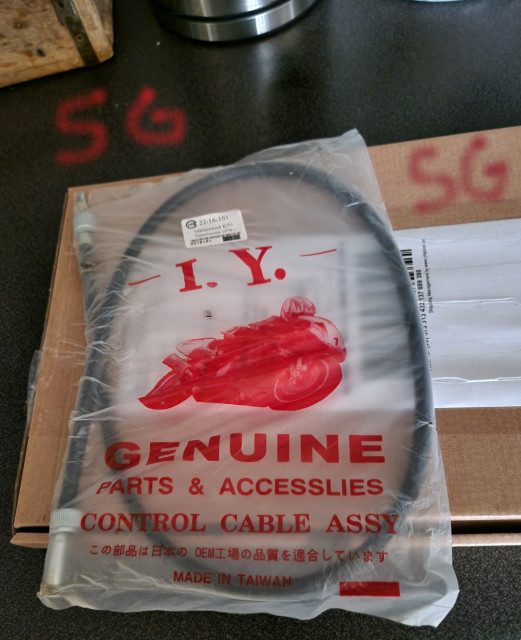 SG
SG
22-16-101
I. Y.
GENUINE
PARTS & ACCESSLIES
CONTROL CABLE ASSY
この部品は日本の OEM工場の品質を適合しています
MADE IN TAIWAN